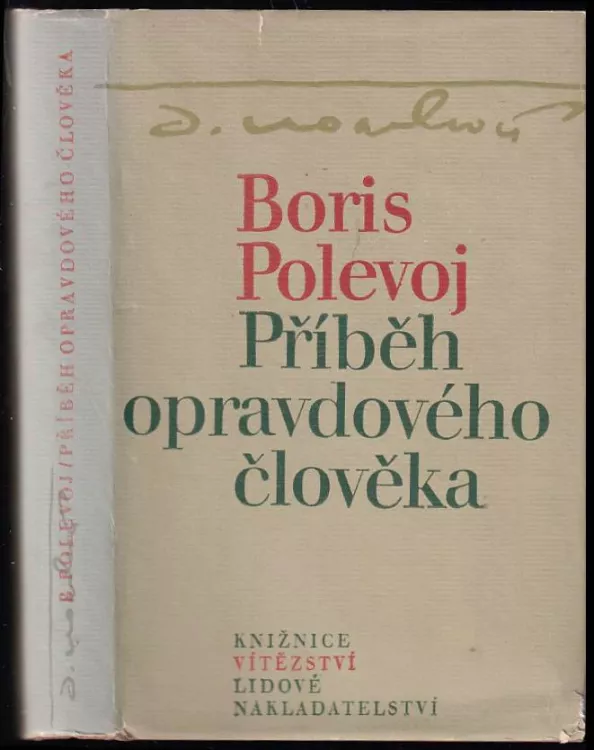 B. POLEVOJ / PŘÍBĚH OPRAVDOVÉHO ČLOVĚKA
Boris
Polevoj
Příběh
opravdového
člověka
KNIŽNICE
VÍTĚZSTVÍ
LIDOVÉ
NAKLADATELSTVÍ